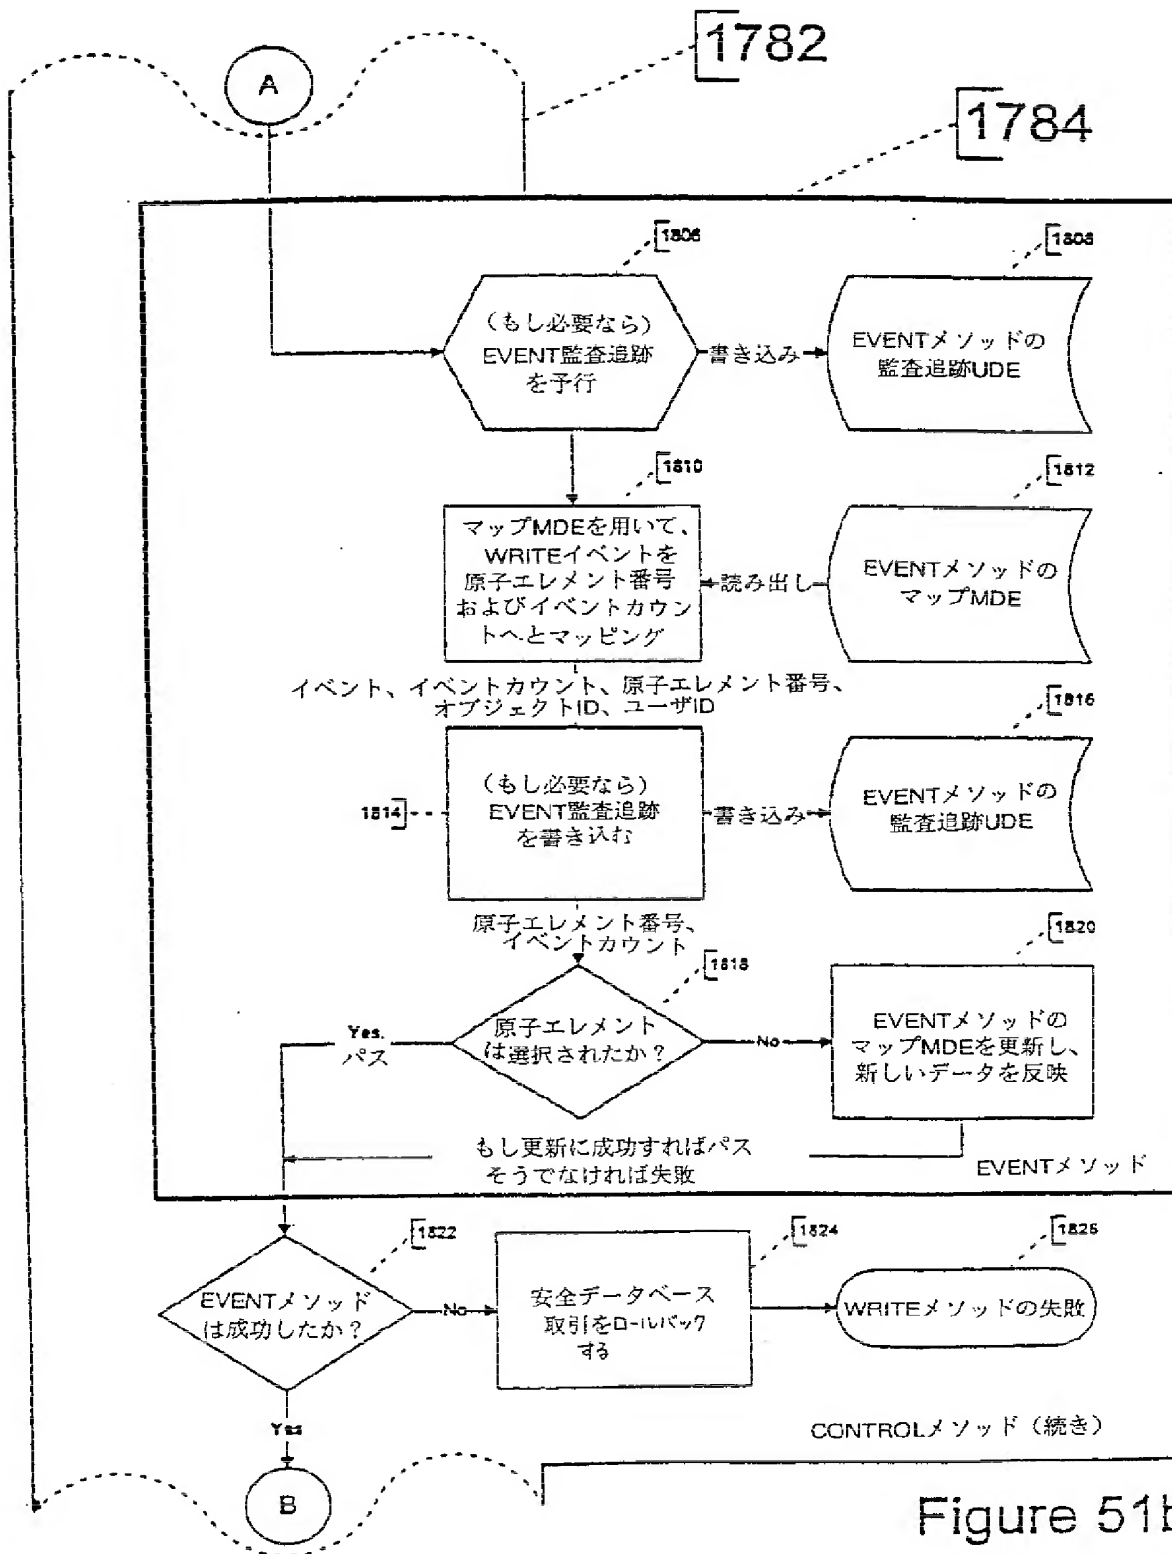 1782
A
1784
1806
1808
（もし必要なら）
EVENT監査追跡
を予行
書き込み
EVENTメソッドの
監査追跡UDE
1810
1812
マップMDEを用いて、
WRITEイベントを
原子エレメント番号
およびイベントカウン
トへとマッピング
読み出し
EVENTメソッドの
マップMDE
イベント、イベントカウント、原子エレメント番号、
オブジェクトID、ユーザID
1816
1814
（もし必要なら）
EVENT監査追跡
を書き込む
書き込み
EVENTメソッドの
監査追跡UDE
原子エレメント番号、
イベントカウント
1818
1820
Yes.
パス
原子エレメント
は選択されたか？
No
EVENTメソッドの
マップMDEを更新し、
新しいデータを反映
もし更新に成功すればパス
そうでなければ失敗
EVENTメソッド
1822
1824
1826
EVENTメソッド
は成功したか？
No
安全データベース
取引をロールバック
する
WRITEメソッドの失敗
Yes
CONTROLメソッド（続き）
B
Figure 51b